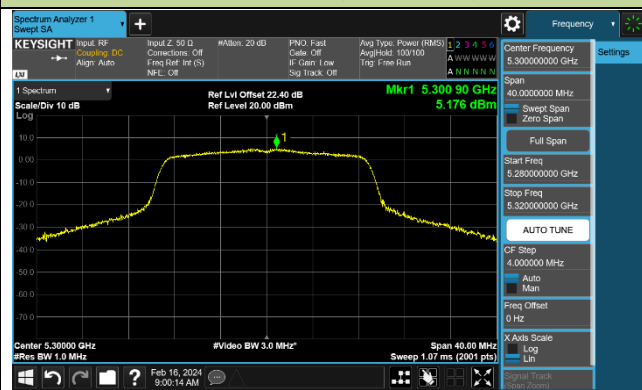 Spectrum Analyzer 1
Swept SA
Frequency
KEYSIGHT
Input: RF
Coupling: DC
Align: Auto
Input Z: 50 Ω
Corrections: Off
Freq Ref: Int (S)
NFE: Off
#Atten: 20 dB
PNO: Fast
Gate: Off
IF Gain: Low
Sig Track: Off
Avg Type: Power (RMS)
Avg|Hold: 100/100
Trig: Free Run
1 2 3 4 5 6
A W W W W W
A N N N N N
LXI
1 Spectrum
Scale/Div 10 dB
Log
Ref Lvl Offset 22.40 dB
Ref Level 20.00 dBm
Mkr1 5.300 90 GHz
5.176 dBm
1
10.0
0.00
-10.0
-20.0
-30.0
-40.0
-50.0
-60.0
-70.0
Center 5.30000 GHz
#Res BW 1.0 MHz
#Video BW 3.0 MHz*
Span 40.00 MHz
Sweep 1.07 ms (2001 pts)
Center Frequency
5.300000000 GHz
Settings
Span
40.0000000 MHz
Swept Span
Zero Span
Full Span
Start Freq
5.280000000 GHz
Stop Freq
5.320000000 GHz
AUTO TUNE
CF Step
4.000000 MHz
Auto
Man
Freq Offset
0 Hz
X Axis Scale
Log
Lin
Signal Track
(Span Zoom)
Feb 16, 2024
9:00:14 AM